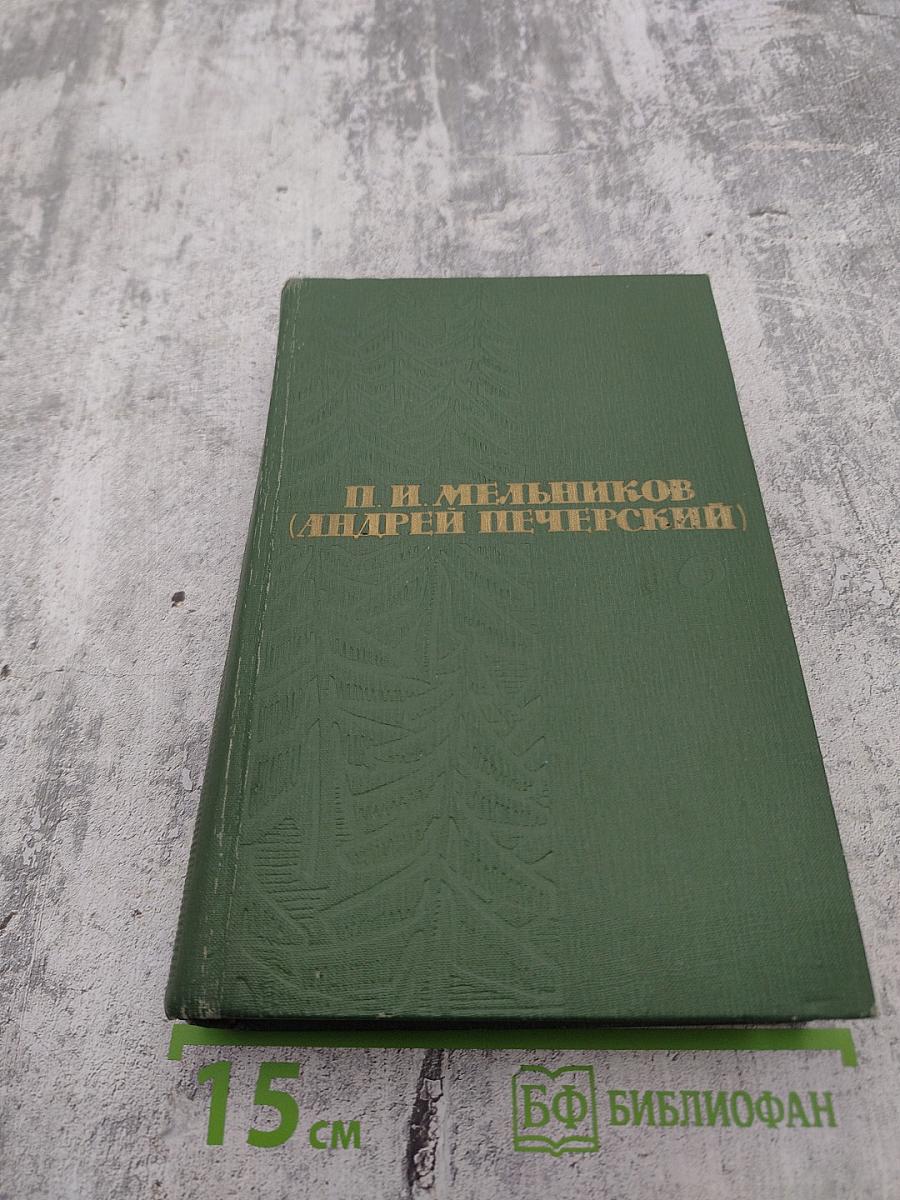 П. И. МЕЛЬНИКОВ
(АНДРЕЙ ПЕЧЕРСКИЙ)
15 см
БФ БИБЛИОФАН